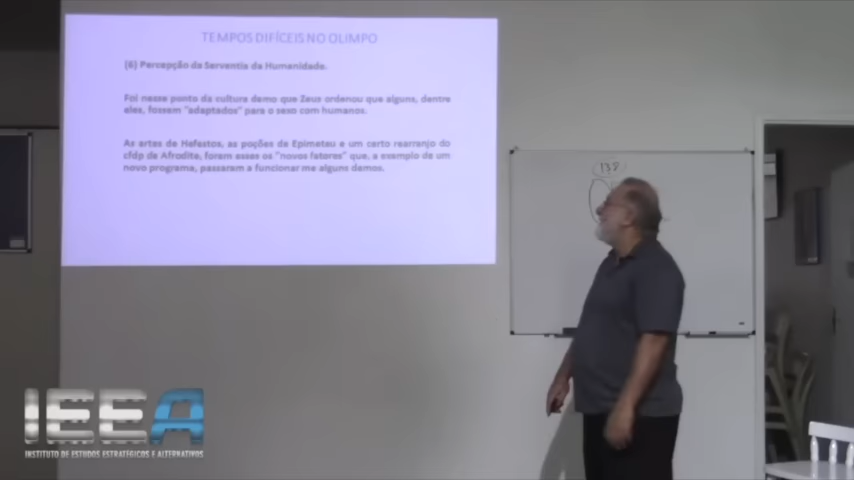 TEMPOS DIFÍCEIS NO OLIMPO
(6) Percepção da Serventia da Humanidade.
Foi nesse ponto da cultura demo que Zeus ordenou que alguns, dentre
eles, fossem "adaptados" para o sexo com humanos.
As artes de Hefastos, as poções de Epimetau e um certo rearranjo do
cfdp de Afrodite, foram esses os "novos fatores" que, a exemplo de um
novo programa, passaram a funcionar me alguns demos.
138
IEEA
INSTITUTO DE ESTUDOS ESTRATÉGICOS E ALTERNATIVOS